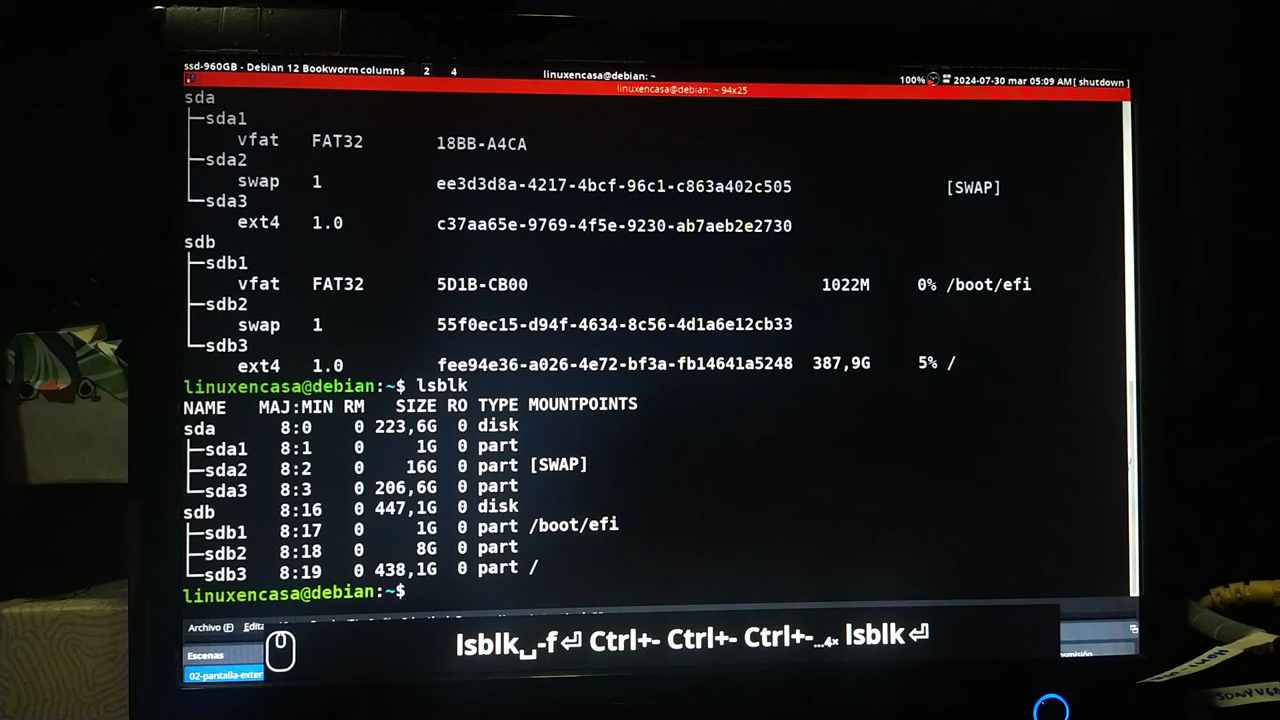 ssd-960GB - Debian 12 Bookworm columns 2 4 linuxencasa@debian: ~ 100% 2024-07-30 mar 05:09 AM[ shutdown ]
linuxencasa@debian: ~ 94x25
sda
├─sda1
vfat FAT32 18BB-A4CA
├─sda2
swap 1 ee3d3d8a-4217-4bcf-96c1-c863a402c505 [SWAP]
└─sda3
ext4 1.0 c37aa65e-9769-4f5e-9230-ab7aeb2e2730
sdb
├─sdb1
vfat FAT32 5D1B-CB00 1022M 0% /boot/efi
├─sdb2
swap 1 55f0ec15-d94f-4634-8c56-4d1a6e12cb33
└─sdb3
ext4 1.0 fee94e36-a026-4e72-bf3a-fb14641a5248 387,9G 5% /
linuxencasa@debian:~$ lsblk
NAME MAJ:MIN RM SIZE RO TYPE MOUNTPOINTS
sda 8:0 0 223,6G 0 disk
├─sda1 8:1 0 1G 0 part
├─sda2 8:2 0 16G 0 part [SWAP]
└─sda3 8:3 0 206,6G 0 part
sdb 8:16 0 447,1G 0 disk
├─sdb1 8:17 0 1G 0 part /boot/efi
├─sdb2 8:18 0 8G 0 part
└─sdb3 8:19 0 438,1G 0 part /
linuxencasa@debian:~$
Archivo (F) Edita
lsblk␣-f⏎ Ctrl+- Ctrl+- Ctrl+-...4× lsblk⏎
Escenas
02-pantalla-exter